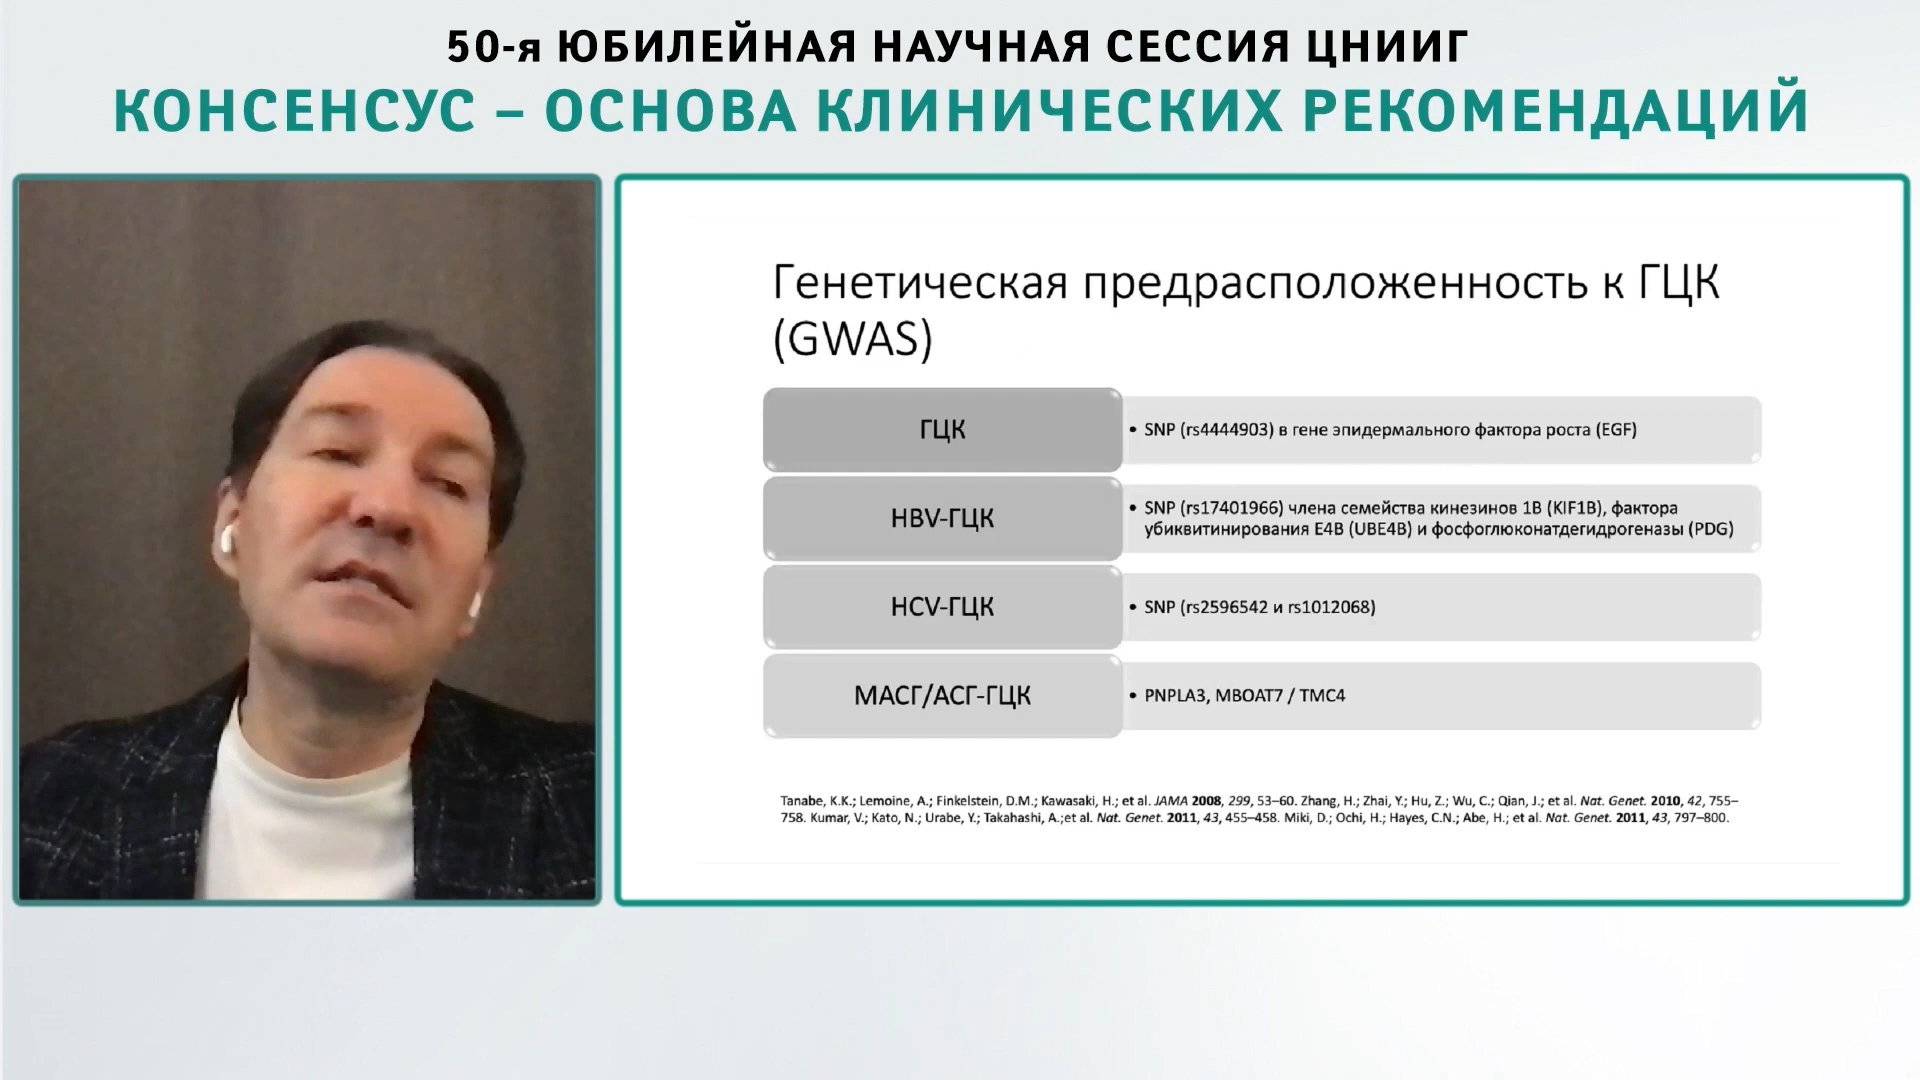 50-я ЮБИЛЕЙНАЯ НАУЧНАЯ СЕССИЯ ЦНИИГ
КОНСЕНСУС – ОСНОВА КЛИНИЧЕСКИХ РЕКОМЕНДАЦИЙ
Генетическая предрасположенность к ГЦК
(GWAS)
ГЦК
• SNP (rs4444903) в гене эпидермального фактора роста (EGF)
HBV-ГЦК
• SNP (rs17401966) члена семейства кинезинов 1B (KIF1B), фактора
убиквитинирования E4B (UBE4B) и фосфоглюконатдегидрогеназы (PDG)
HCV-ГЦК
• SNP (rs2596542 и rs1012068)
МАСГ/АСГ-ГЦК
• PNPLA3, MBOAT7 / TMC4
Tanabe, K.K.; Lemoine, A.; Finkelstein, D.M.; Kawasaki, H.; et al. JAMA 2008, 299, 53–60. Zhang, H.; Zhai, Y.; Hu, Z.; Wu, C.; Qian, J.; et al. Nat. Genet. 2010, 42, 755–
758. Kumar, V.; Kato, N.; Urabe, Y.; Takahashi, A.;et al. Nat. Genet. 2011, 43, 455–458. Miki, D.; Ochi, H.; Hayes, C.N.; Abe, H.; et al. Nat. Genet. 2011, 43, 797–800.